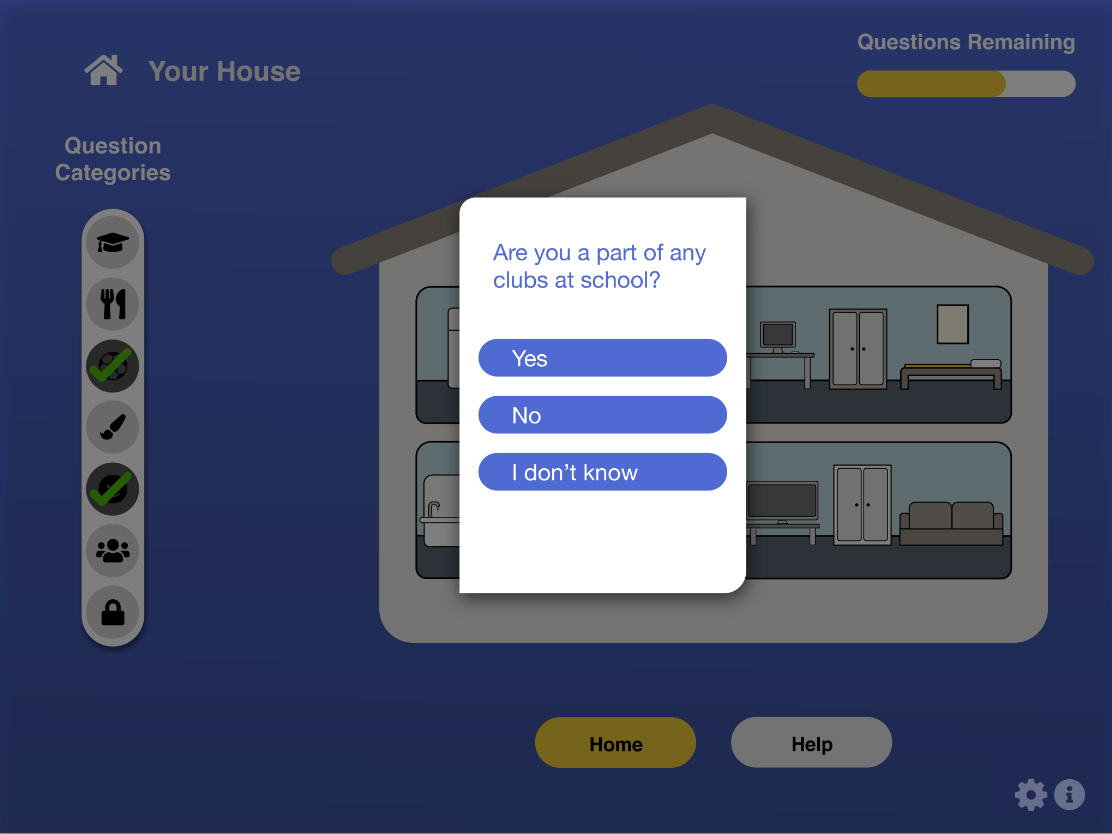 Your House
Questions Remaining
Question
Categories
Are you a part of any
clubs at school?
Yes
No
I don’t know
Home
Help